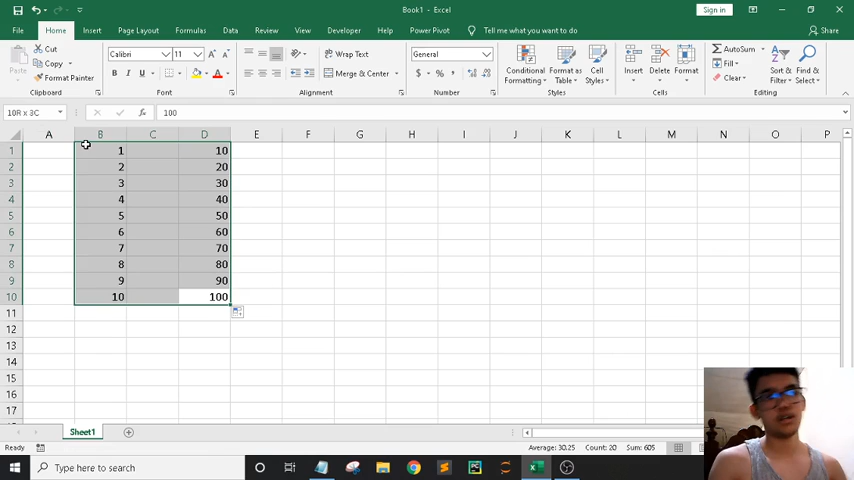 Book1 - Excel
Sign in
File Home Insert Draw Page Layout Formulas Data Review View Developer Help Power Pivot Tell me what you want to do Share
Cut
Copy
Format Painter
Paste
Clipboard
Calibri 11
B I U
Font
Wrap Text
Merge & Center
Alignment
General
$ % ,
Number
Conditional Formatting
Format as Table
Cell Styles
Styles
Insert Delete Format
Cells
AutoSum
Fill
Clear
Sort & Filter
Find & Select
Editing
10R x 3C fx 100
A B C D E F G H I J K L M N O P
1 1 10
2 2 20
3 3 30
4 4 40
5 5 50
6 6 60
7 7 70
8 8 80
9 9 90
10 10 100
11
12
13
14
15
16
17
Sheet1
Ready Average: 30.25 Count: 20 Sum: 605
Type here to search